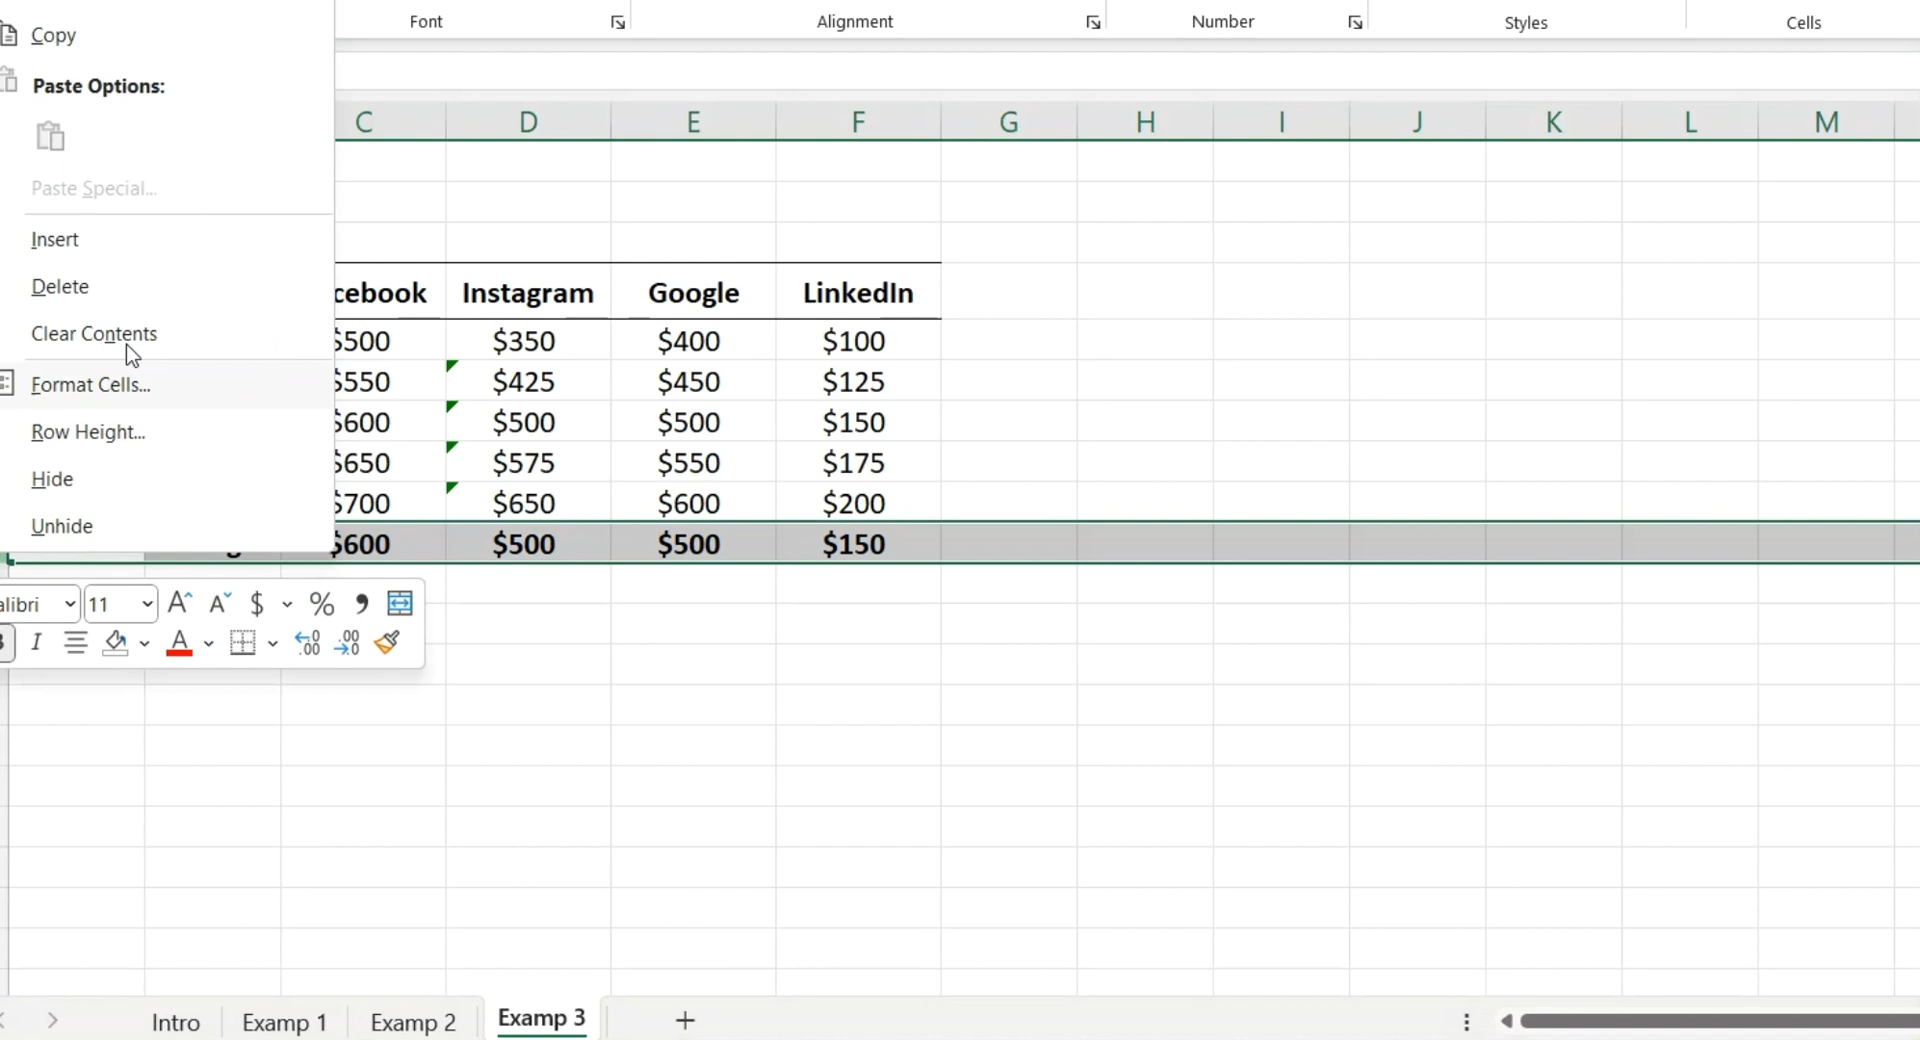 Font Alignment Number Styles Cells
Copy
Paste Options:
Paste Special...
Insert
Delete
Clear Contents
Format Cells...
Row Height...
Hide
Unhide
C D E F G H I J K L M
cebook Instagram Google LinkedIn
$500 $350 $400 $100
$550 $425 $450 $125
$600 $500 $500 $150
$650 $575 $550 $175
$700 $650 $600 $200
$600 $500 $500 $150
alibri 11 A A $ % ,
B I A .00 .00
Intro Examp 1 Examp 2 Examp 3 +